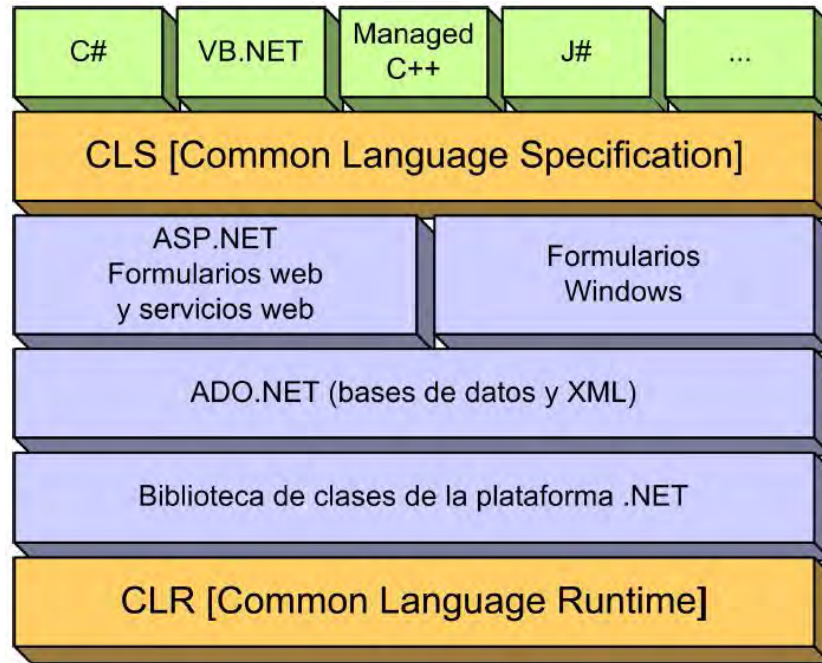 C#
VB.NET
Managed
C++
J#
...
CLS [Common Language Specification]
ASP.NET
Formularios web
y servicios web
Formularios
Windows
ADO.NET (bases de datos y XML)
Biblioteca de clases de la plataforma .NET
CLR [Common Language Runtime]